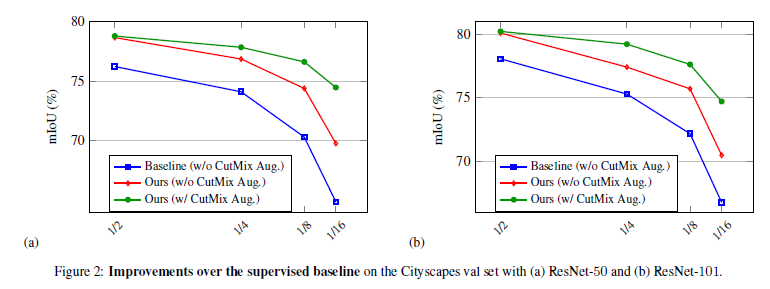 80
75
70
mIoU (%)
Baseline (w/o CutMix Aug.)
Ours (w/o CutMix Aug.)
Ours (w/ CutMix Aug.)
1/2
1/4
1/8
1/16
(a)
80
75
70
mIoU (%)
Baseline (w/o CutMix Aug.)
Ours (w/o CutMix Aug.)
Ours (w/ CutMix Aug.)
1/2
1/4
1/8
1/16
(b)
Figure 2: Improvements over the supervised baseline on the Cityscapes val set with (a) ResNet-50 and (b) ResNet-101.